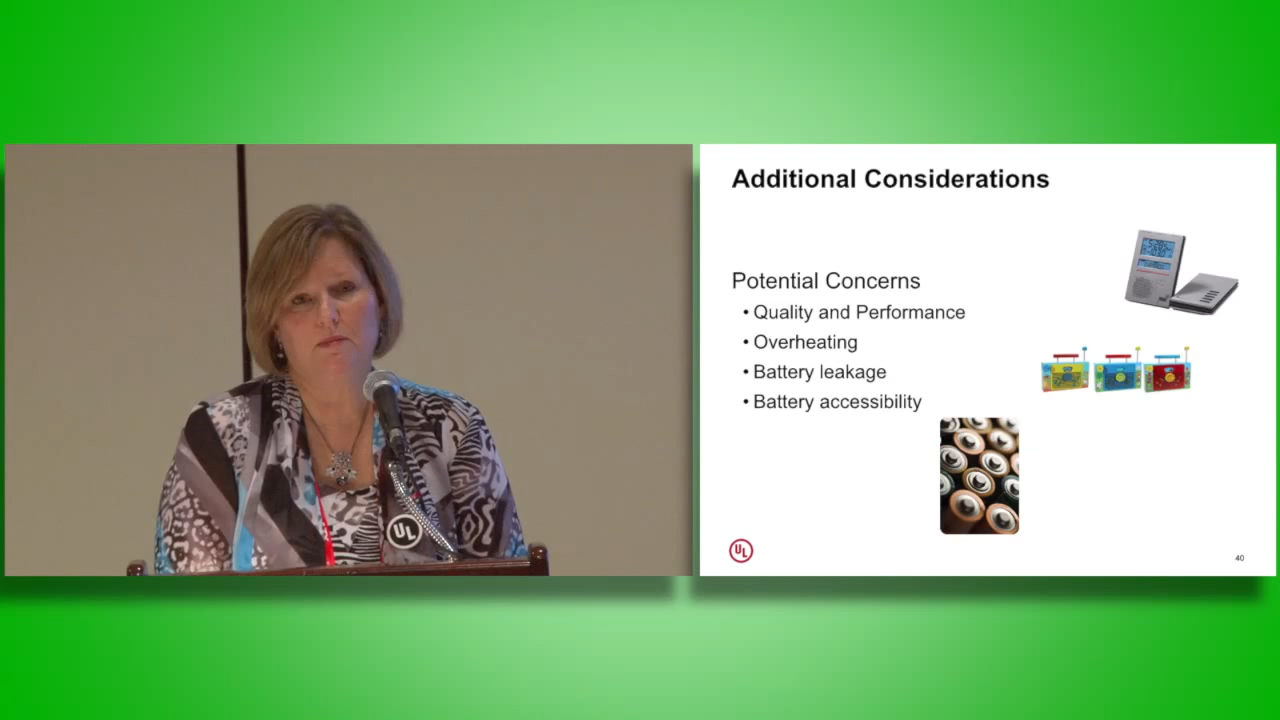 Additional Considerations
Potential Concerns
• Quality and Performance
• Overheating
• Battery leakage
• Battery accessibility
UL
UL
40